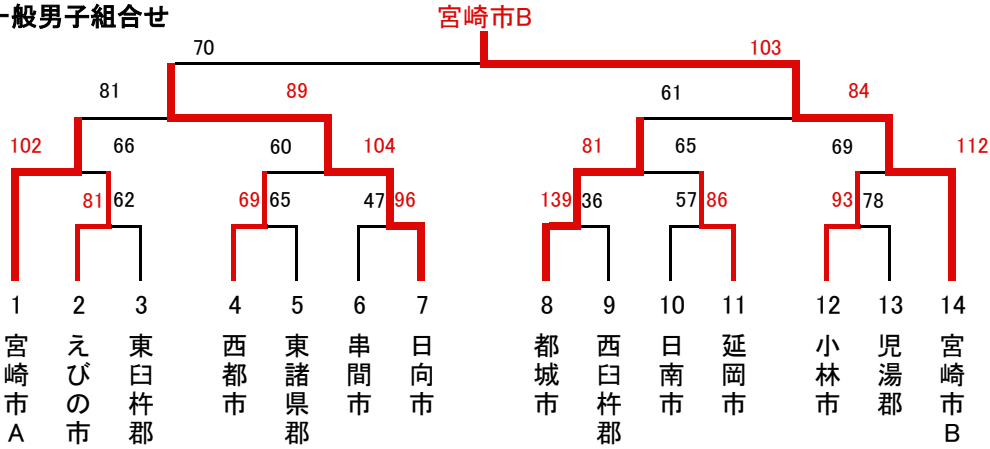 一般男子組合せ
宮崎市B
70 103
81 89 61 84
102 66 60 104 81 65 69 112
81 62 69 65 47 96 139 36 57 86 93 78
1 2 3 4 5 6 7 8 9 10 11 12 13 14
宮崎市A
えびの市
東臼杵郡
西都市
東諸県郡
串間市
日向市
都城市
西臼杵郡
日南市
延岡市
小林市
児湯郡
宮崎市B